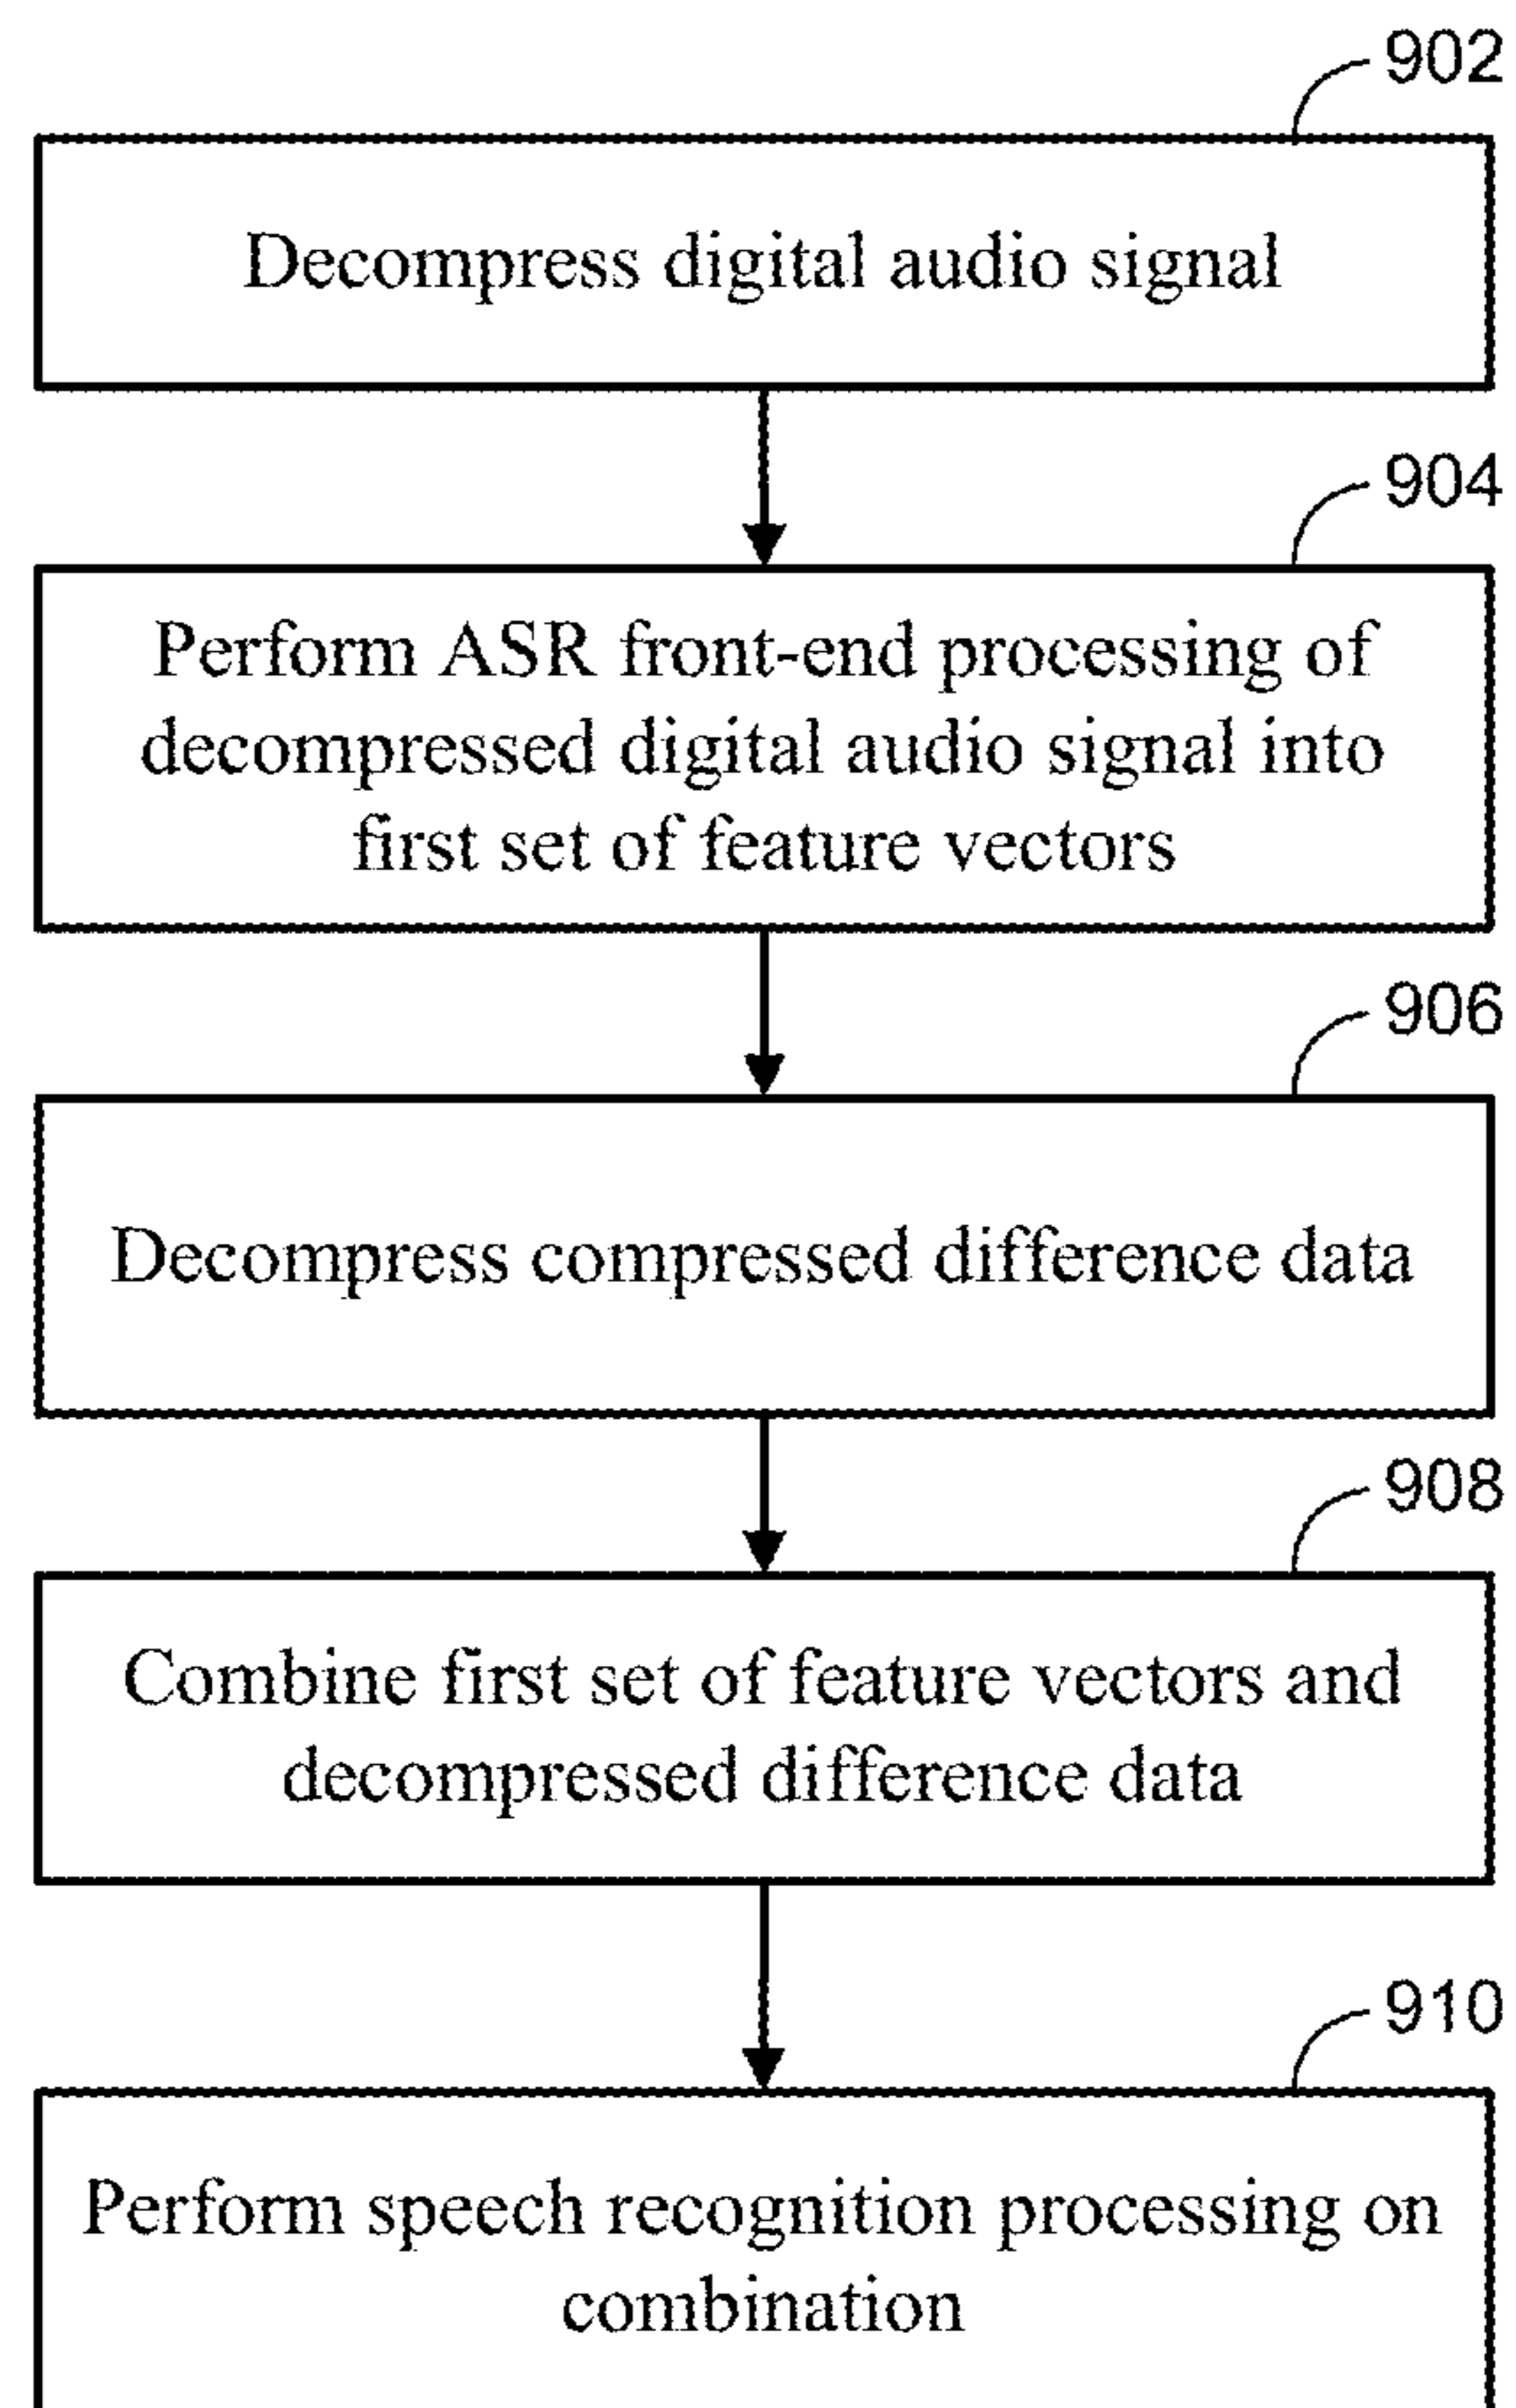 902
Decompress digital audio signal
904
Perform ASR front-end processing of
decompressed digital audio signal into
first set of feature vectors
906
Decompress compressed difference data
908
Combine first set of feature vectors and
decompressed difference data
910
Perform speech recognition processing on
combination